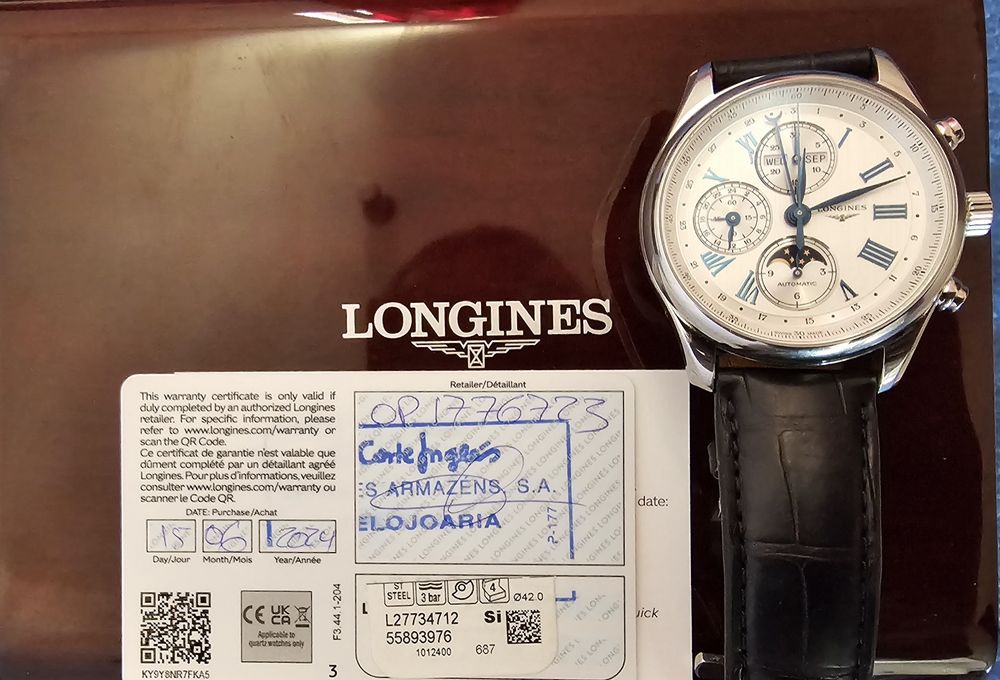 LONGINES
WED SEP
LONGINES
AUTOMATIC
Retailer/Détaillant
This warranty certificate is only valid if
duly completed by an authorized Longines
retailer. For specific information, please
refer to www.longines.com/warranty or
scan the QR Code.
Ce certificat de garantie n'est valable que
dûment complété par un détaillant agréé
Longines. Pour plus d'informations, veuillez
consulter www.longines.com/warranty ou
scanner le Code QR.
DATE: Purchase/Achat
15 06 2024
Day/Jour Month/Mois Year/Année
OP1776723
Corte Ingles
ES ARMAZÉNS, S.A.
ELOJOARIA
P-177
date:
CE UK CA
Applicable to
quartz watches only
F3.44.1-204
KY9Y8NR7FKA5
3
ST STEEL 3 bar 4 Ø42.0
L27734712 Si
55893976
1012400 687
uick